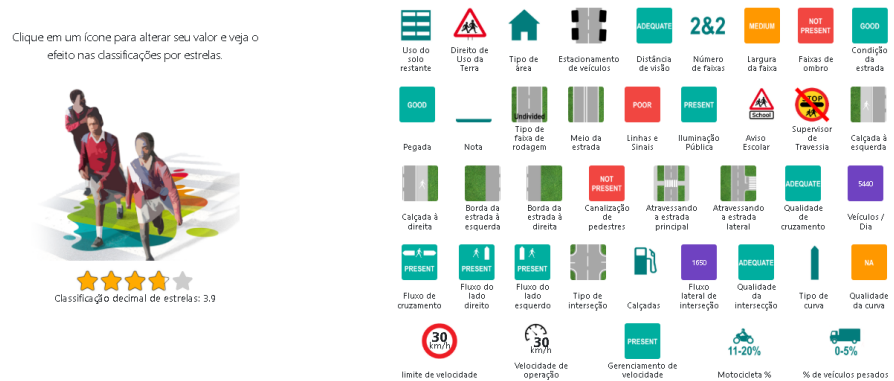 Clique em um ícone para alterar seu valor e veja o
efeito nas classificações por estrelas.
Classificação decimal de estrelas: 3.9
ADEQUATE
2&2
MEDIUM
NOT
PRESENT
GOOD
Uso do
solo
restante
Direito de
Uso da
Terra
Tipo de
área
Estacionamento
de veículos
Distância
de visão
Número
de faixas
Largura
da faixa
Faixas de
ombro
Condição
da
estrada
GOOD
Undivided
POOR
PRESENT
School
STOP
Pegada
Nota
Tipo de
faixa de
rodagem
Meio da
estrada
Linhas e
Sinais
Iluminação
Pública
Aviso
Escolar
Supervisor
de
Travessia
Calçada à
esquerda
NOT
PRESENT
ADEQUATE
5440
Calçada à
direita
Borda da
estrada à
esquerda
Borda da
estrada à
direita
Canalização
de
pedestres
Atravessando
a estrada
principal
Atravessando
a estrada
lateral
Qualidade
de
cruzamento
Veículos /
Dia
PRESENT
PRESENT
PRESENT
1650
ADEQUATE
NA
Fluxo de
cruzamento
Fluxo do
lado
direito
Fluxo do
lado
esquerdo
Tipo de
interseção
Calçadas
Fluxo
lateral de
interseção
Qualidade
da
intersecção
Tipo de
curva
Qualidade
da curva
30
km/h
30
km/h
PRESENT
11-20%
0-5%
limite de velocidade
Velocidade de
operação
Gerenciamento de
velocidade
Motocicleta %
% de veículos pesados